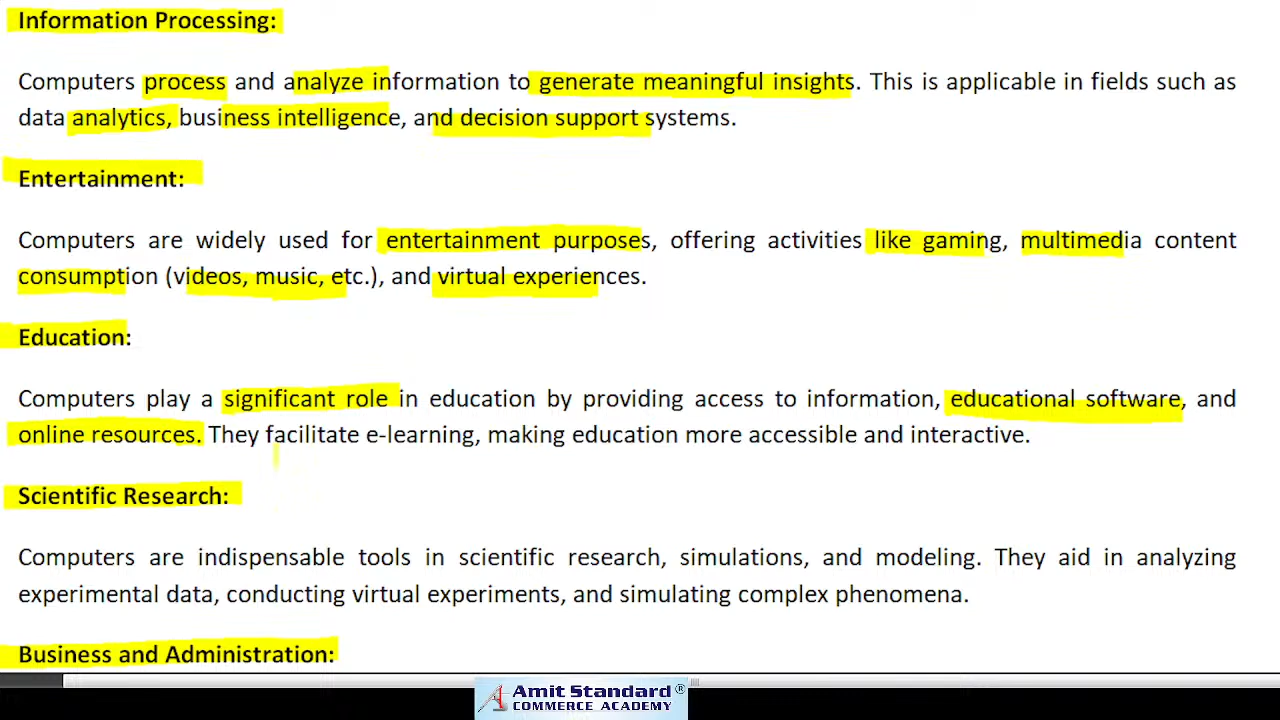 Information Processing:
Computers process and analyze information to generate meaningful insights. This is applicable in fields such as
data analytics, business intelligence, and decision support systems.
Entertainment:
Computers are widely used for entertainment purposes, offering activities like gaming, multimedia content
consumption (videos, music, etc.), and virtual experiences.
Education:
Computers play a significant role in education by providing access to information, educational software, and
online resources. They facilitate e-learning, making education more accessible and interactive.
Scientific Research:
Computers are indispensable tools in scientific research, simulations, and modeling. They aid in analyzing
experimental data, conducting virtual experiments, and simulating complex phenomena.
Business and Administration:
Amit Standard®
COMMERCE ACADEMY